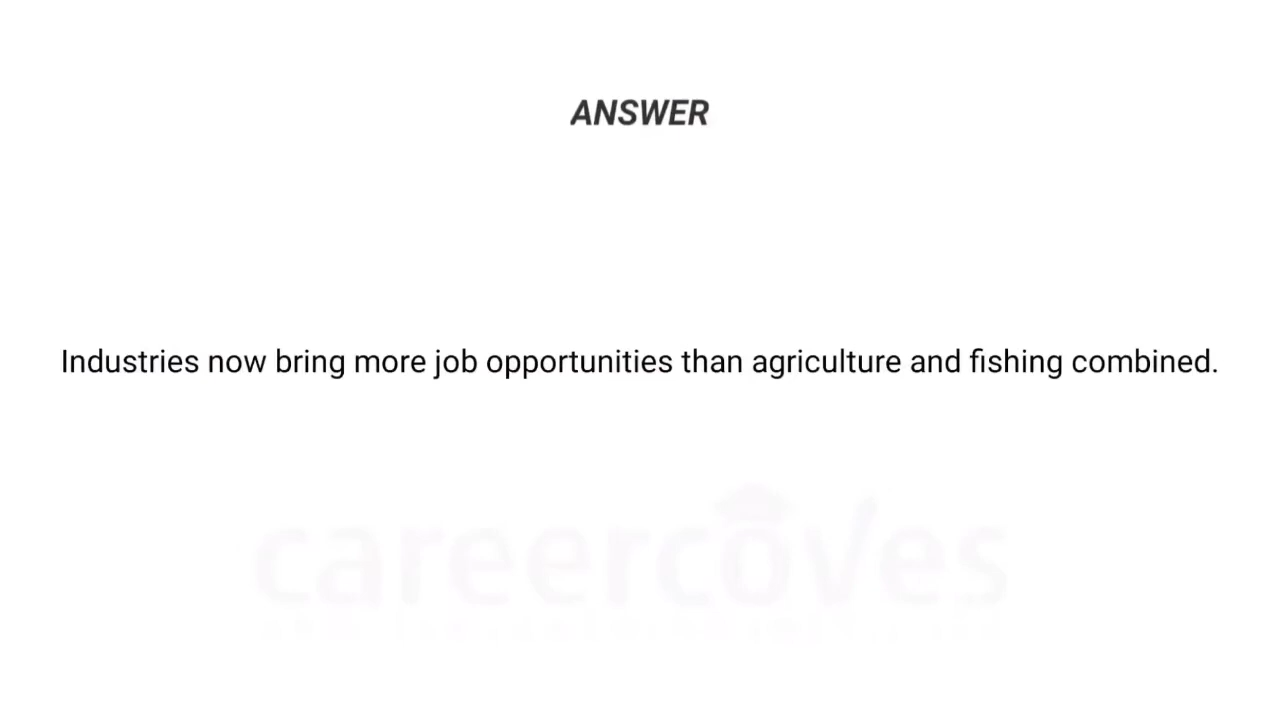 ANSWER
Industries now bring more job opportunities than agriculture and fishing combined.
careercoves